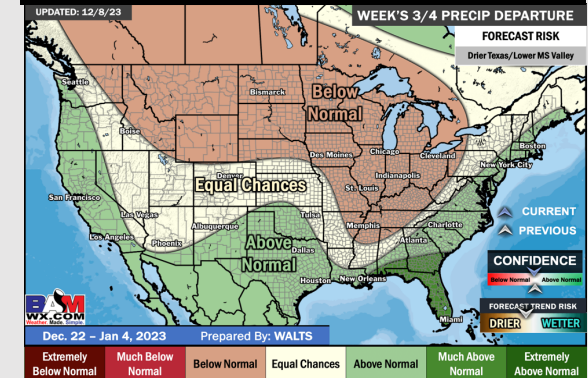 UPDATED: 12/8/23
WEEK'S 3/4 PRECIP DEPARTURE
FORECAST RISK
Drier Texas/Lower MS Valley
Seattle
Bismarck
Below
Normal
Boise
Boston
Des Moines
Chicago
Cleveland
New York City
Denver
Equal Chances
Indianapolis
St. Louis
San Francisco
Las Vegas
Tulsa
CURRENT
PREVIOUS
Los Angeles
Phoenix
Albuquerque
Memphis
Charlotte
Atlanta
Above
Normal
Dallas
Houston
New Orleans
CONFIDENCE
Below Normal
Above Normal
BAM
WX.COM
Weather. Made. Simple.
FORECAST TREND RISK
DRIER
WETTER
Miami
Dec. 22 – Jan 4, 2023
Prepared By: WALTS
Extremely
Below Normal
Much Below
Normal
Below Normal
Equal Chances
Above Normal
Much Above
Normal
Extremely
Above Normal